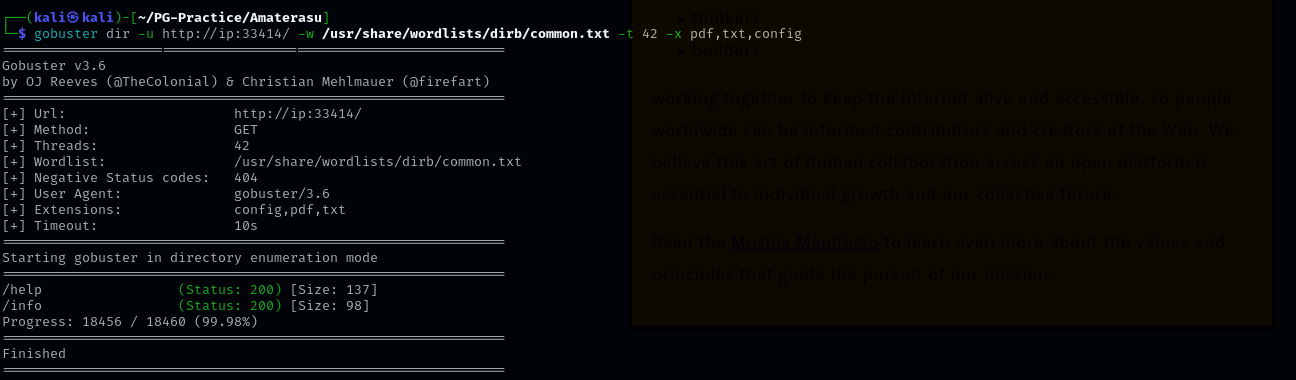 ┌──(kali㉿kali)-[~/PG-Practice/Amaterasu]
└─$ gobuster dir -u http://ip:33414/ -w /usr/share/wordlists/dirb/common.txt -t 42 -x pdf,txt,config
===============================================================
Gobuster v3.6
by OJ Reeves (@TheColonial) & Christian Mehlmauer (@firefart)
===============================================================
[+] Url:                     http://ip:33414/
[+] Method:                  GET
[+] Threads:                 42
[+] Wordlist:                /usr/share/wordlists/dirb/common.txt
[+] Negative Status codes:   404
[+] User Agent:              gobuster/3.6
[+] Extensions:              config,pdf,txt
[+] Timeout:                 10s
===============================================================
Starting gobuster in directory enumeration mode
===============================================================
/help                 (Status: 200) [Size: 137]
/info                 (Status: 200) [Size: 98]
Progress: 18456 / 18460 (99.98%)
===============================================================
Finished
===============================================================
• thinkers
• builders
working together to keep the Internet alive and accessible, so people
worldwide can be informed contributors and creators of the Web. We
believe this act of human collaboration across an open platform is
essential to individual growth and our collective future.
Read the Mozilla Manifesto to learn even more about the values and
principles that guide the pursuit of our mission.